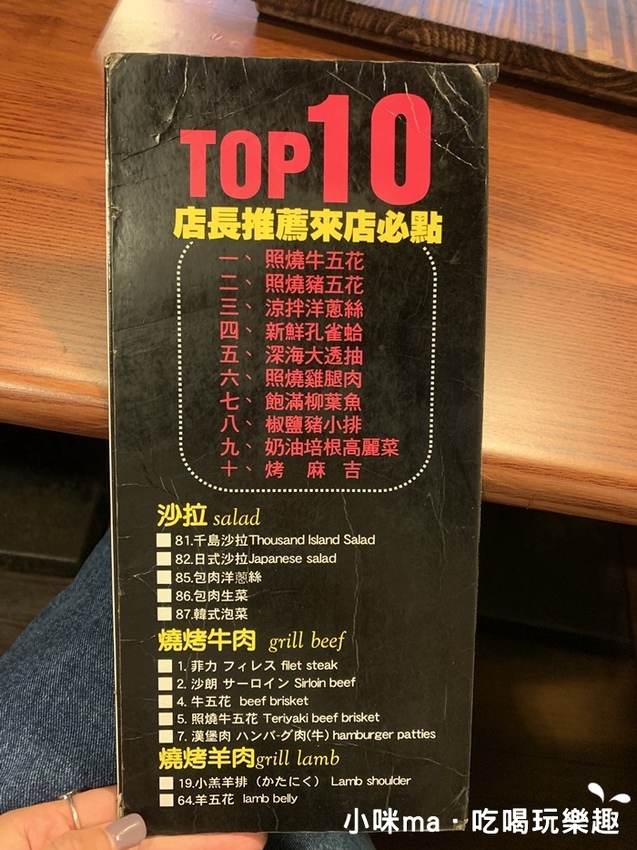 TOP10
店長推薦來店必點
一、照燒牛五花
二、照燒豬五花
三、涼拌洋蔥絲
四、新鮮孔雀蛤
五、深海大透抽
六、照燒雞腿肉
七、飽滿柳葉魚
八、椒鹽豬小排
九、奶油培根高麗菜
十、烤 麻 吉
沙拉 salad
81.千島沙拉Thousand Island Salad
82.日式沙拉Japanese salad
85.包肉洋蔥絲
86.包肉生菜
87.韓式泡菜
燒烤牛肉 grill beef
1. 菲力 フィレス filet steak
2. 沙朗 サーロイン Sirloin beef
4. 牛五花 beef brisket
5. 照燒牛五花 Teriyaki beef brisket
7. 漢堡肉 ハンバ-グ肉(牛) hamburger patties
燒烤羊肉grill lamb
19.小羔羊排（かたにく） Lamb shoulder
64.羊五花 lamb belly
小咪ma·吃喝玩樂趣